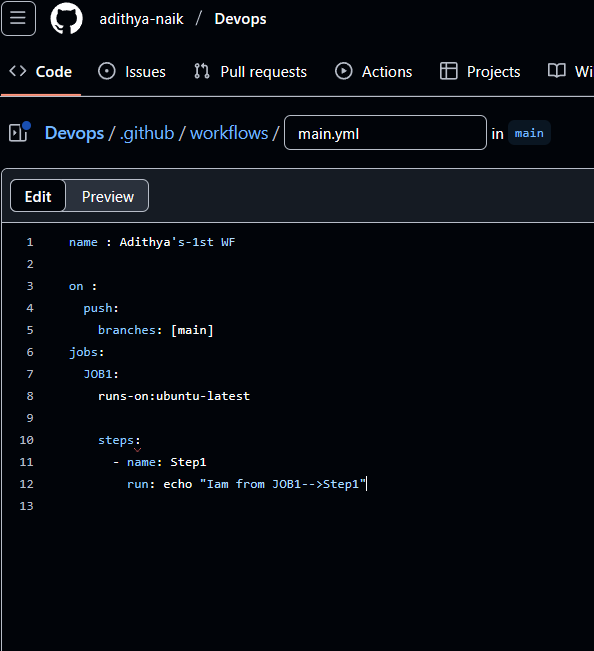 adithya-naik / Devops
Code Issues Pull requests Actions Projects Wi
Devops / .github / workflows / main.yml in main
Edit Preview
1 name : Adithya's-1st WF
2
3 on :
4 push:
5 branches: [main]
6 jobs:
7 JOB1:
8 runs-on:ubuntu-latest
9
10 steps:
11 - name: Step1
12 run: echo "Iam from JOB1-->Step1"
13